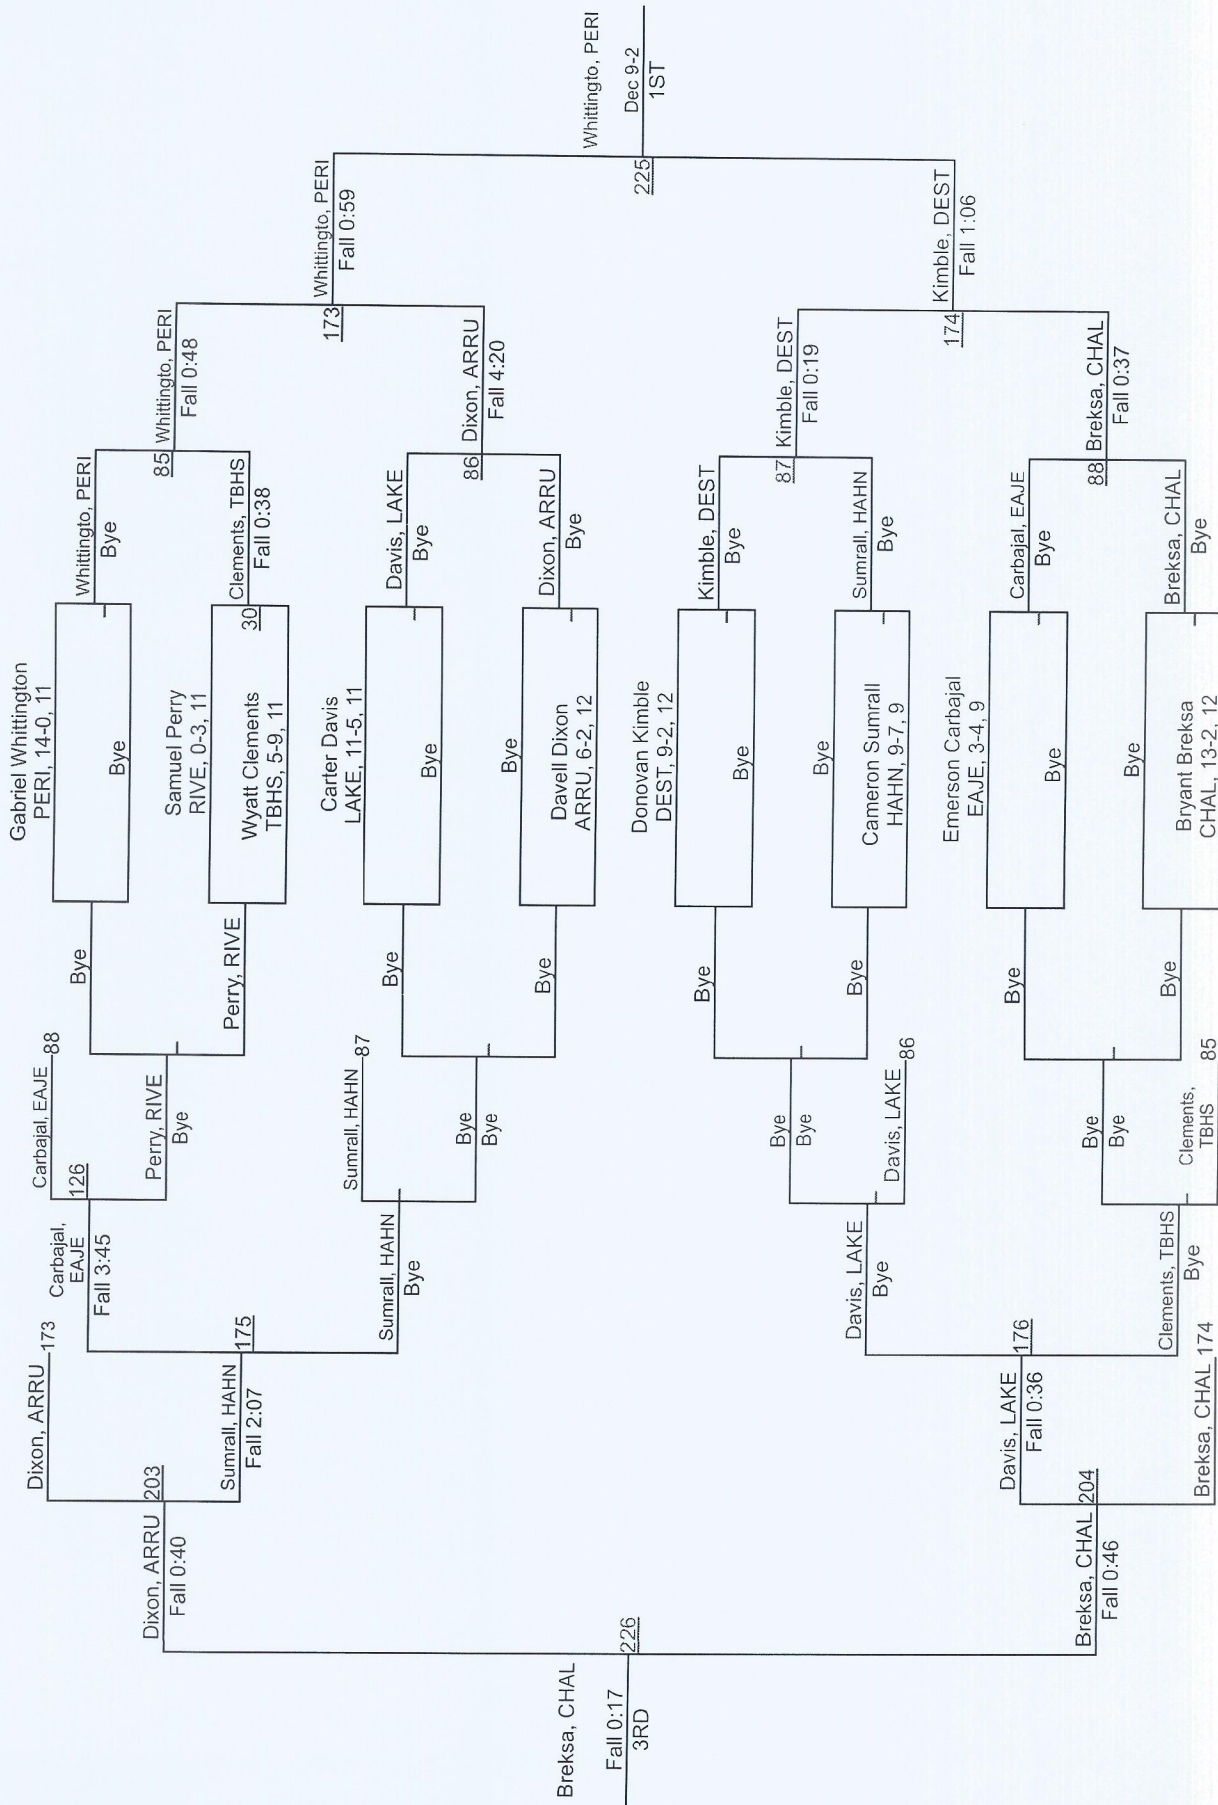 Gabriel Whittington
PERI, 14-0, 11
Bye
Samuel Perry
RIVE, 0-3, 11
Wyatt Clements
TBHS, 5-9, 11
30
Carter Davis
LAKE, 11-5, 11
Bye
Bye
Davell Dixon
ARRU, 6-2, 12
Donovan Kimble
DEST, 9-2, 12
Bye
Bye
Cameron Sumrall
HAHN, 9-7, 9
Emerson Carbajal
EAJE, 3-4, 9
Bye
Bye
Bryant Breksa
CHAL, 13-2, 12
Whittingto, PERI
Bye
Clements, TBHS
Fall 0:38
Davis, LAKE
Bye
Dixon, ARRU
Bye
Kimble, DEST
Bye
Sumrall, HAHN
Bye
Carbajal, EAJE
Bye
Breksa, CHAL
Bye
85
Whittingto, PERI
Fall 0:48
86
Dixon, ARRU
Fall 4:20
87
Kimble, DEST
Fall 0:19
88
Breksa, CHAL
Fall 0:37
173
Whittingto, PERI
Fall 0:59
174
Kimble, DEST
Fall 1:06
225
Whittingto, PERI
Dec 9-2
1ST
Bye
Perry, RIVE
Bye
Bye
Bye
Bye
Bye
Bye
Carbajal, EAJE 88
Perry, RIVE
Bye
Sumrall, HAHN 87
Bye
Bye
Bye
Bye
Davis, LAKE 86
Bye
Bye
Clements,
TBHS
85
126
Carbajal,
EAJE
Fall 3:45
Sumrall, HAHN
Bye
Davis, LAKE
Bye
Clements, TBHS
Bye
Dixon, ARRU 173
175
Sumrall, HAHN
Fall 2:07
176
Davis, LAKE
Fall 0:36
Breksa, CHAL 174
203
Dixon, ARRU
Fall 0:40
204
Breksa, CHAL
Fall 0:46
226
Breksa, CHAL
Fall 0:17
3RD